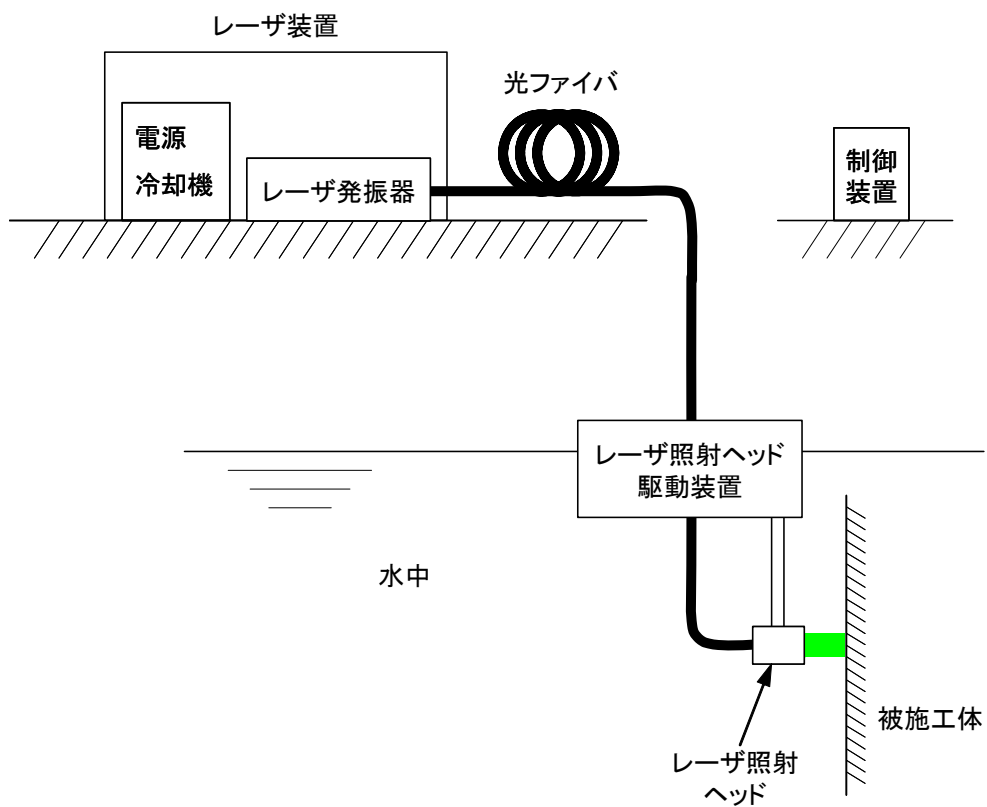 レーザ装置
光ファイバ
電源
冷却機
レーザ発振器
制御
装置
レーザ照射ヘッド
駆動装置
水中
被施工体
レーザ照射
ヘッド